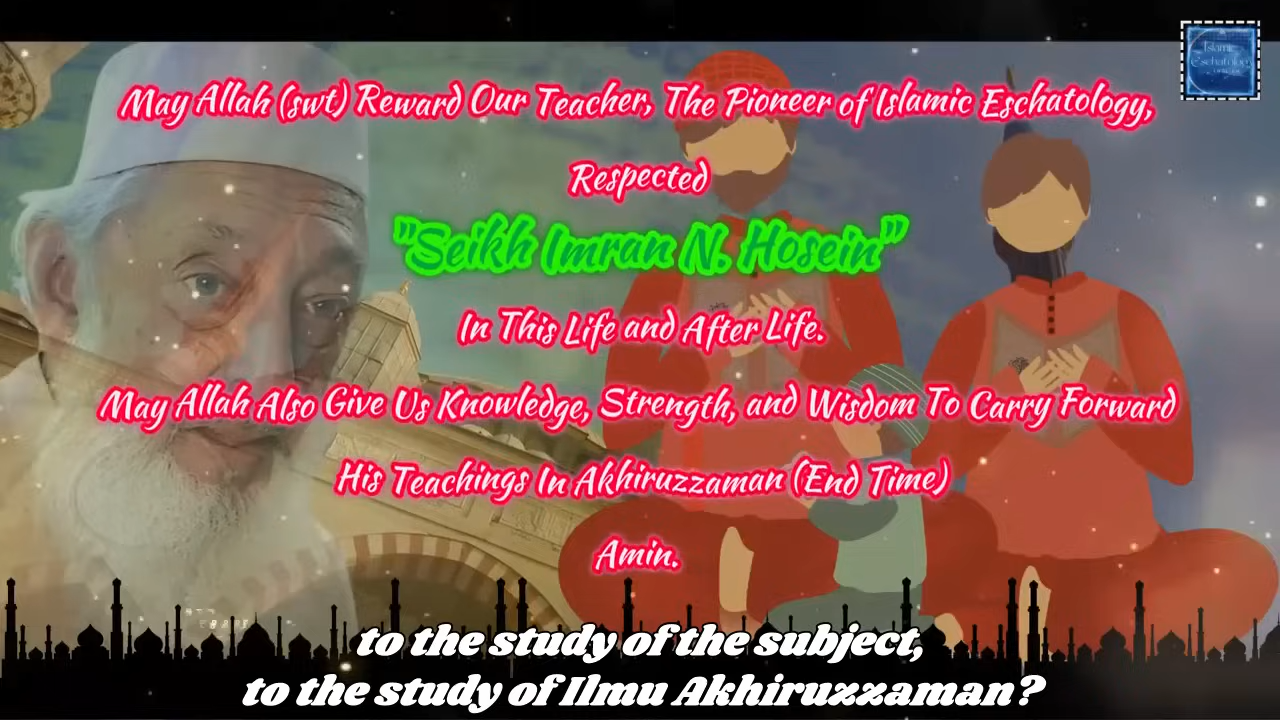 Islamic
Eschatology
May Allah (swt) Reward Our Teacher, The Pioneer of Islamic Eschatology,
Respected
"Seikh Imran N. Hosein"
In This Life and After Life.
May Allah Also Give Us Knowledge, Strength, and Wisdom To Carry Forward
His Teachings In Akhiruzzaman (End Time)
Amin.
to the study of the subject,
to the study of Ilmu Akhiruzzaman?